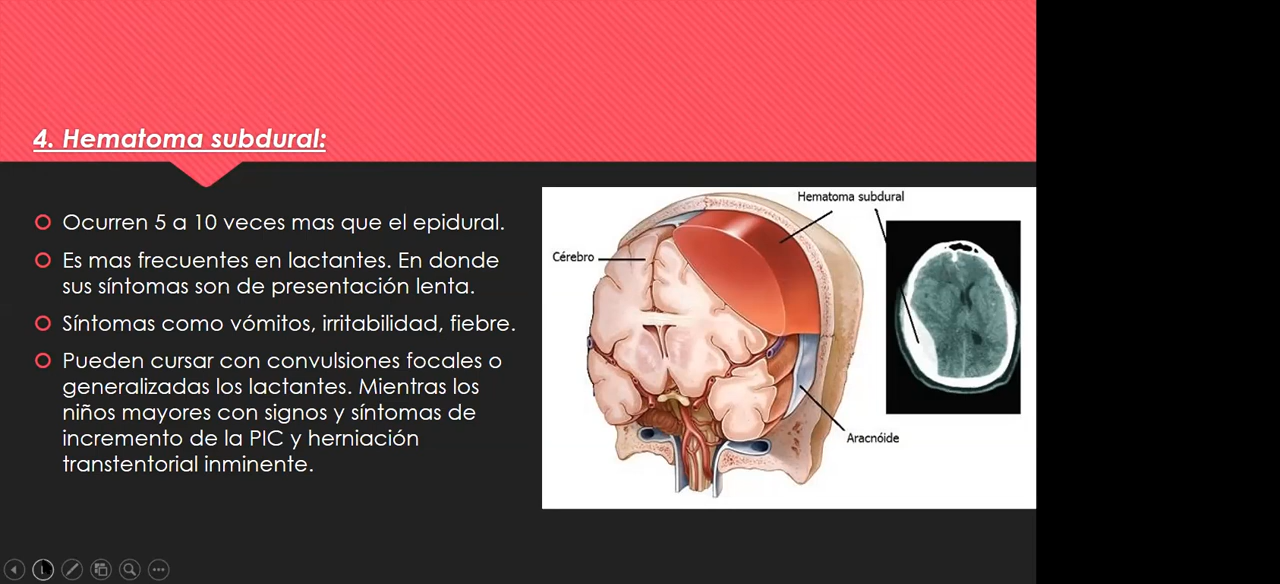 4. Hematoma subdural:
Ocurren 5 a 10 veces mas que el epidural.
Es mas frecuentes en lactantes. En donde
sus síntomas son de presentación lenta.
Síntomas como vómitos, irritabilidad, fiebre.
Pueden cursar con convulsiones focales o
generalizadas los lactantes. Mientras los
niños mayores con signos y síntomas de
incremento de la PIC y herniación
transtentorial inminente.
Hematoma subdural
Cérebro
Aracnóide